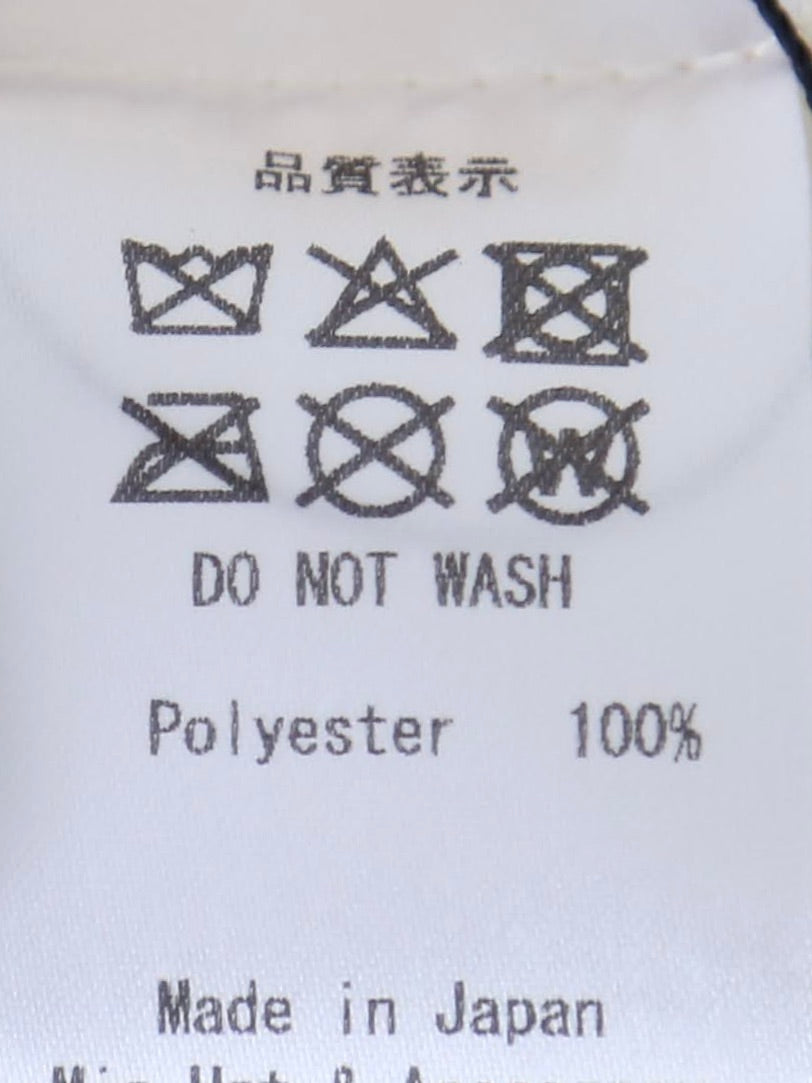 品質表示
W
DO NOT WASH
Polyester 100%
Made in Japan